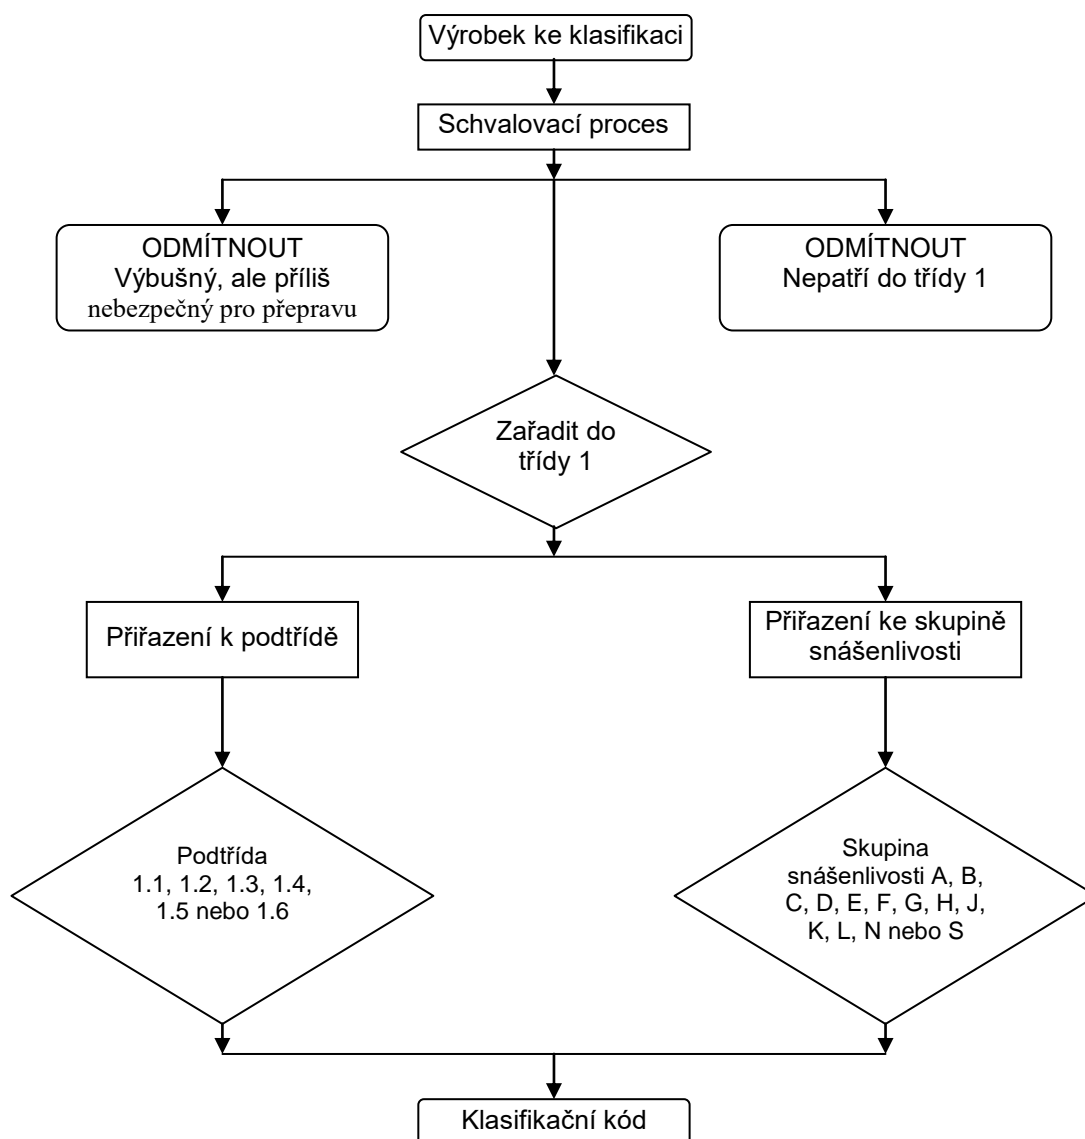 Výrobek ke klasifikaci
Schvalovací proces
ODMÍTNOUT
Výbušný, ale příliš
nebezpečný pro přepravu
ODMÍTNOUT
Nepatří do třídy 1
Zařadit do
třídy 1
Přiřazení k podtřídě
Přiřazení ke skupině
snášenlivosti
Podtřída
1.1, 1.2, 1.3, 1.4,
1.5 nebo 1.6
Skupina
snášenlivosti A, B,
C, D, E, F, G, H, J,
K, L, N nebo S
Klasifikační kód